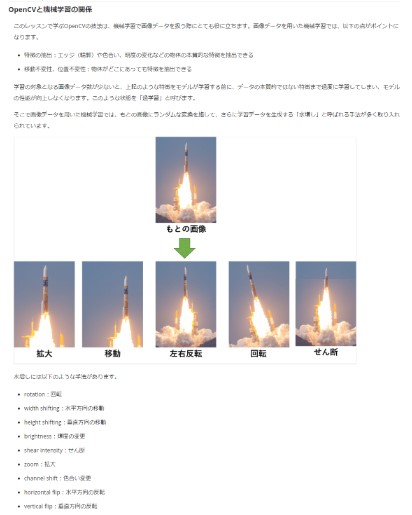 OpenCVと機械学習の関係
このレッスンで学ぶOpenCVの技法は、機械学習で画像データを扱う際にとても役に立ちます。画像データを用いた機械学習では、以下の点がポイントに
なります。
特徴の抽出：エッジ（輪郭）や色合い、明度の変化などの物体の本質的な特徴を抽出できる
移動不変性、位置不変性：物体がどこにあっても特徴を抽出できる
学習の対象となる画像データ数が少ないと、上記のような特徴をモデルが学習する前に、データの本質的ではない特徴まで過度に学習してしまい、モデル
の性能が向上しなくなります。このような状態を「過学習」と呼びます。
そこで画像データを用いた機械学習では、もとの画像にランダムな変換を施して、さらに学習データを生成する「水増し」と呼ばれる手法が多く取り入れ
られています。
もとの画像
拡大 移動 左右反転 回転 せん断
水増しには以下のような手法があります。
rotation：回転
width shifting：水平方向の移動
height shifting：垂直方向の移動
brightness：輝度の変更
shear intensity：せん断
zoom：拡大
channel shift：色合い変更
horizontal flip：水平方向の反転
vertical flip：垂直方向の反転